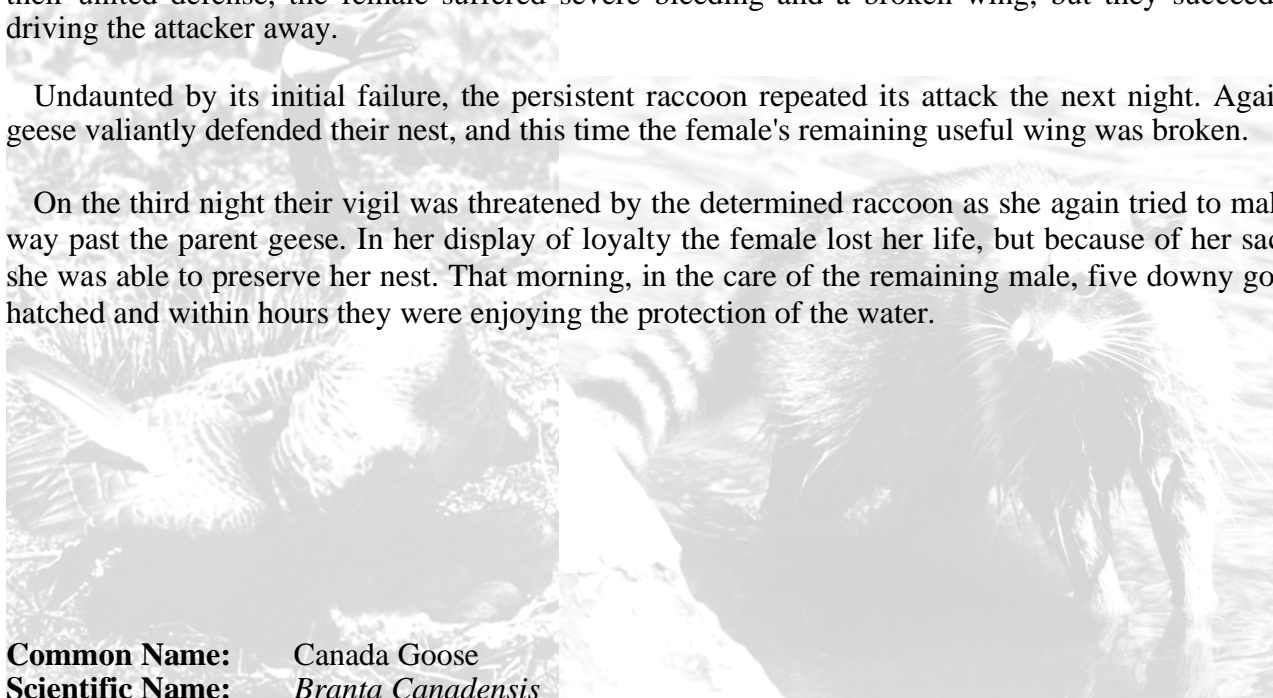 their united defense, the female suffered severe bleeding and a broken wing, but they succeed
driving the attacker away.
Undaunted by its initial failure, the persistent raccoon repeated its attack the next night. Agai
geese valiantly defended their nest, and this time the female's remaining useful wing was broken.
On the third night their vigil was threatened by the determined raccoon as she again tried to mak
way past the parent geese. In her display of loyalty the female lost her life, but because of her sac
she was able to preserve her nest. That morning, in the care of the remaining male, five downy go
hatched and within hours they were enjoying the protection of the water.
Common Name: Canada Goose
Scientific Name: Branta Canadensis